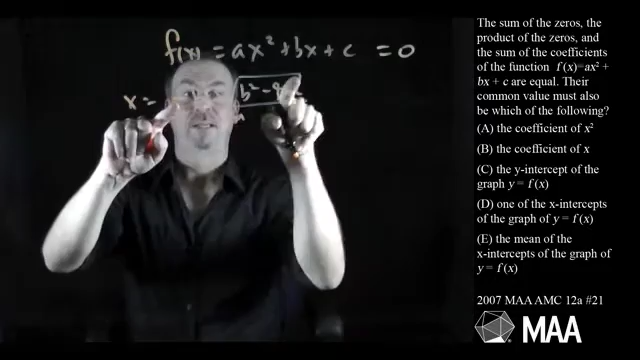 f(x) = ax² + bx + c = 0
x =
b² - 4
a
The sum of the zeros, the
product of the zeros, and
the sum of the coefficients
of the function f (x)=ax² +
bx + c are equal. Their
common value must also
be which of the following?
(A) the coefficient of x²
(B) the coefficient of x
(C) the y-intercept of the
graph y = f (x)
(D) one of the x-intercepts
of the graph of y = f (x)
(E) the mean of the
x-intercepts of the graph of
y = f (x)
2007 MAA AMC 12a #21
MAA